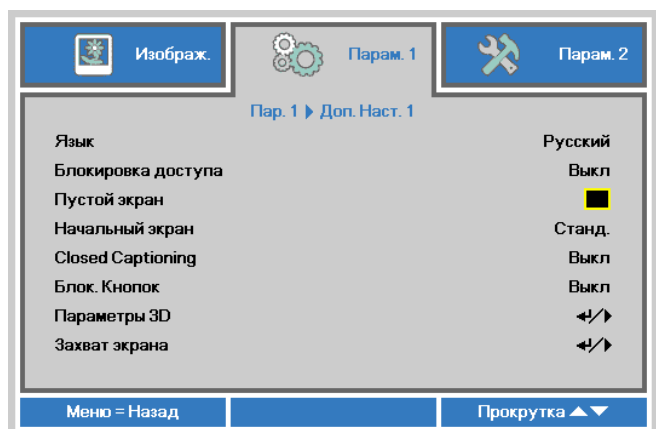 Изображ. Парам. 1 Парам. 2
Пар. 1 ▶ Доп. Наст. 1
Язык Русский
Блокировка доступа Выкл
Пустой экран
Начальный экран Станд.
Closed Captioning Выкл
Блок. Кнопок Выкл
Параметры 3D ↵/▶
Захват экрана ↵/▶
Меню = Назад Прокрутка ▲▼